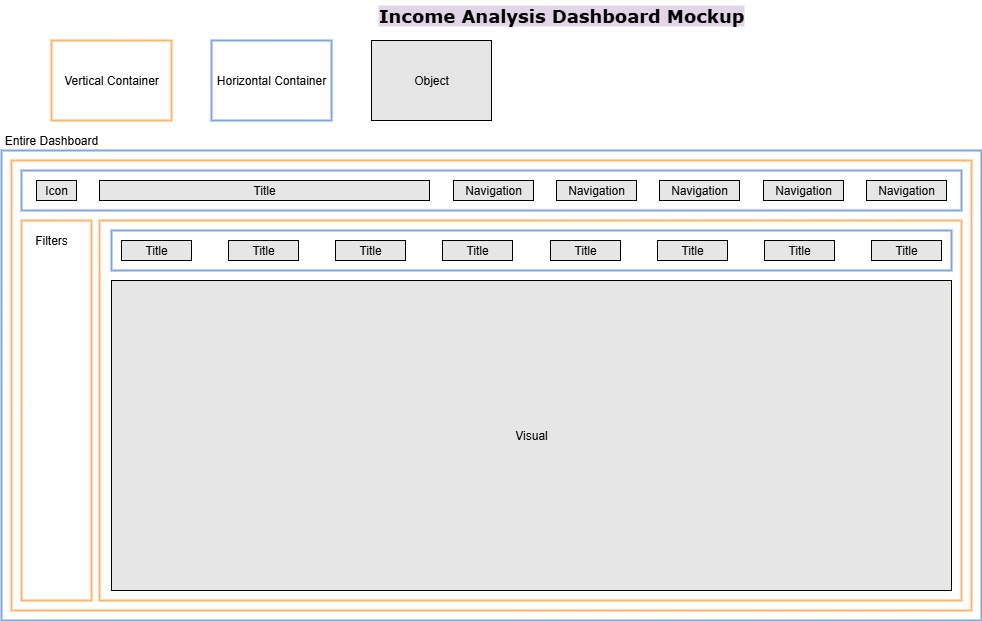 Income Analysis Dashboard Mockup
Vertical Container
Horizontal Container
Object
Entire Dashboard
Icon
Title
Navigation
Navigation
Navigation
Navigation
Navigation
Filters
Title
Title
Title
Title
Title
Title
Title
Title
Visual